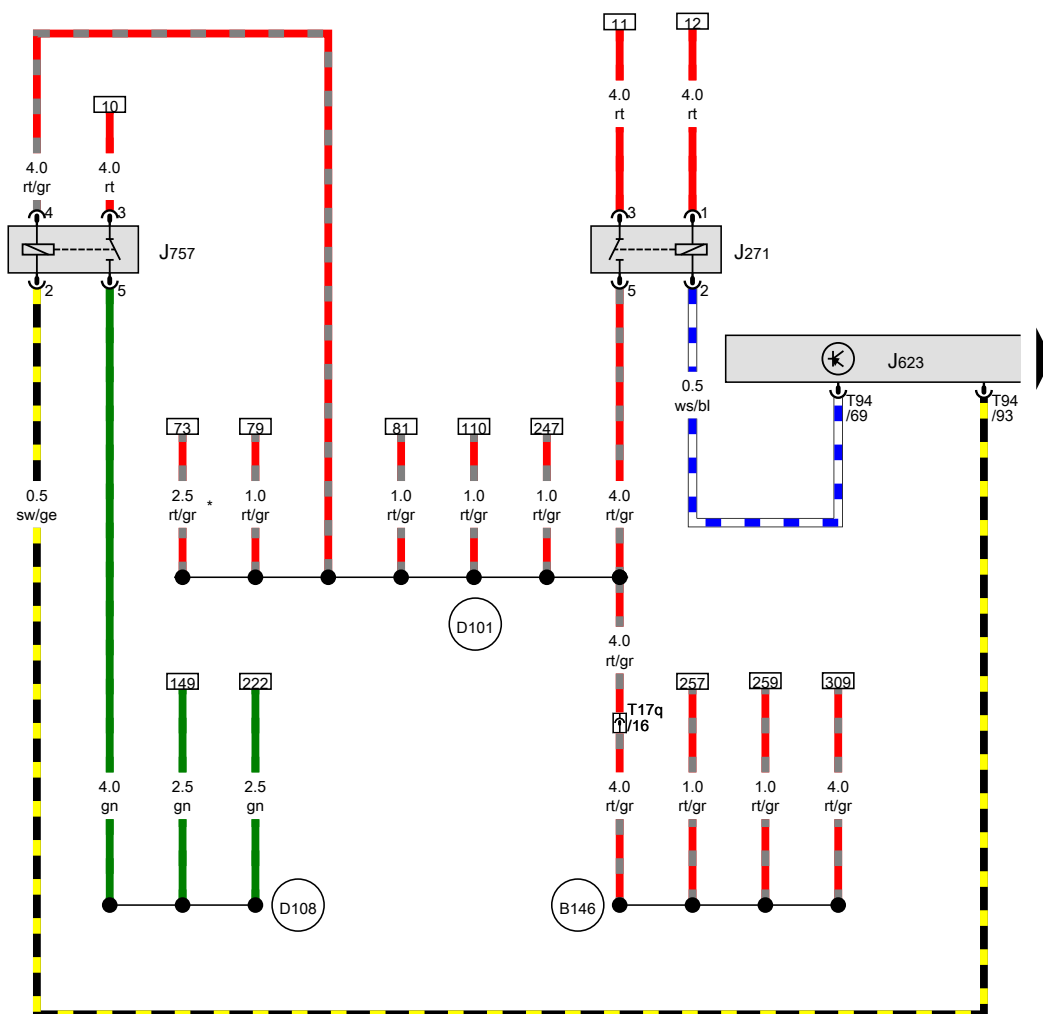 11 12
10
4.0 4.0
rt rt
4.0 4.0
rt/gr rt
4 3 3 1
J757 J271
2 5 5 2
J623
0.5
ws/bl
T94 T94
/69 /93
73 79 81 110 247
0.5 2.5 * 1.0 1.0 1.0 1.0 4.0
sw/ge rt/gr rt/gr rt/gr rt/gr rt/gr rt/gr
D101
4.0
rt/gr
149 222 257 259 309
T17q
/16
4.0 2.5 2.5 4.0 1.0 1.0 4.0
gn gn gn rt/gr rt/gr rt/gr rt/gr
D108 B146